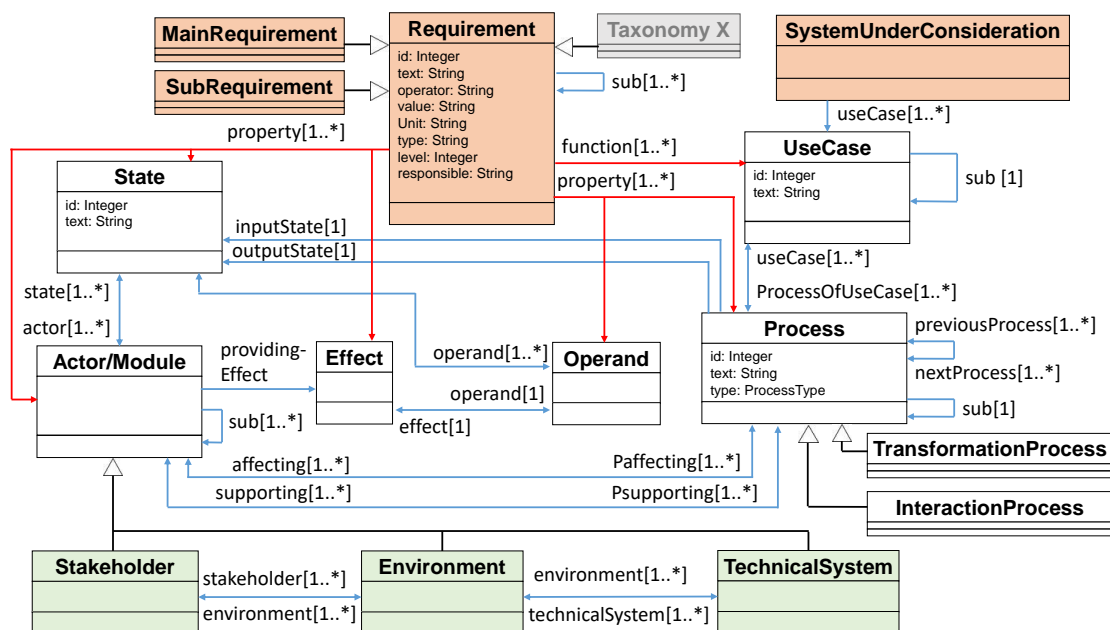 MainRequirement
SubRequirement
Requirement
id: Integer
text: String
operator: String
value: String
Unit: String
type: String
level: Integer
responsible: String
Taxonomy X
sub[1..*]
SystemUnderConsideration
useCase[1..*]
UseCase
id: Integer
text: String
sub [1]
property[1..*]
function[1..*]
property[1..*]
State
id: Integer
text: String
inputState[1]
outputState[1]
useCase[1..*]
ProcessOfUseCase[1..*]
state[1..*]
actor[1..*]
Actor/Module
providing-
Effect
sub[1..*]
Effect
operand[1..*]
operand[1]
effect[1]
Operand
Process
id: Integer
text: String
type: ProcessType
previousProcess[1..*]
nextProcess[1..*]
sub[1]
affecting[1..*]
Paffecting[1..*]
supporting[1..*]
Psupporting[1..*]
TransformationProcess
InteractionProcess
Stakeholder
stakeholder[1..*]
environment[1..*]
Environment
environment[1..*]
technicalSystem[1..*]
TechnicalSystem